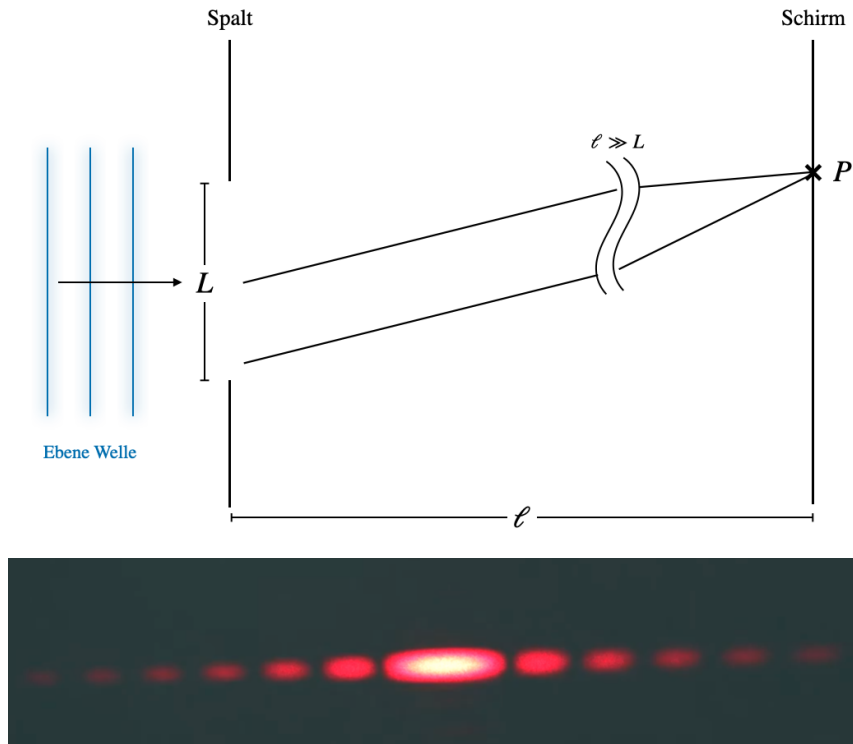 Spalt
Schirm
ℓ ≫ L
P
L
Ebene Welle
ℓ